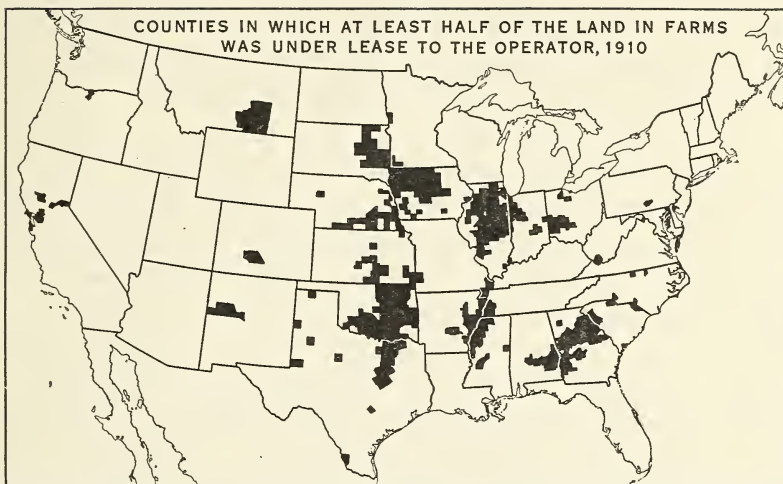 COUNTIES IN WHICH AT LEAST HALF OF THE LAND IN FARMS
WAS UNDER LEASE TO THE OPERATOR, 1910